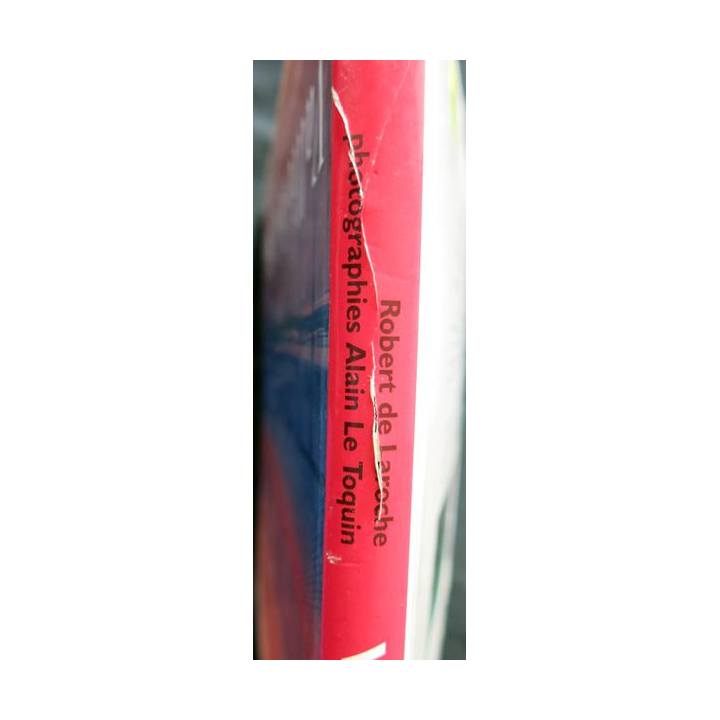 Robert de Laroche
photographies Alain Le Toquin